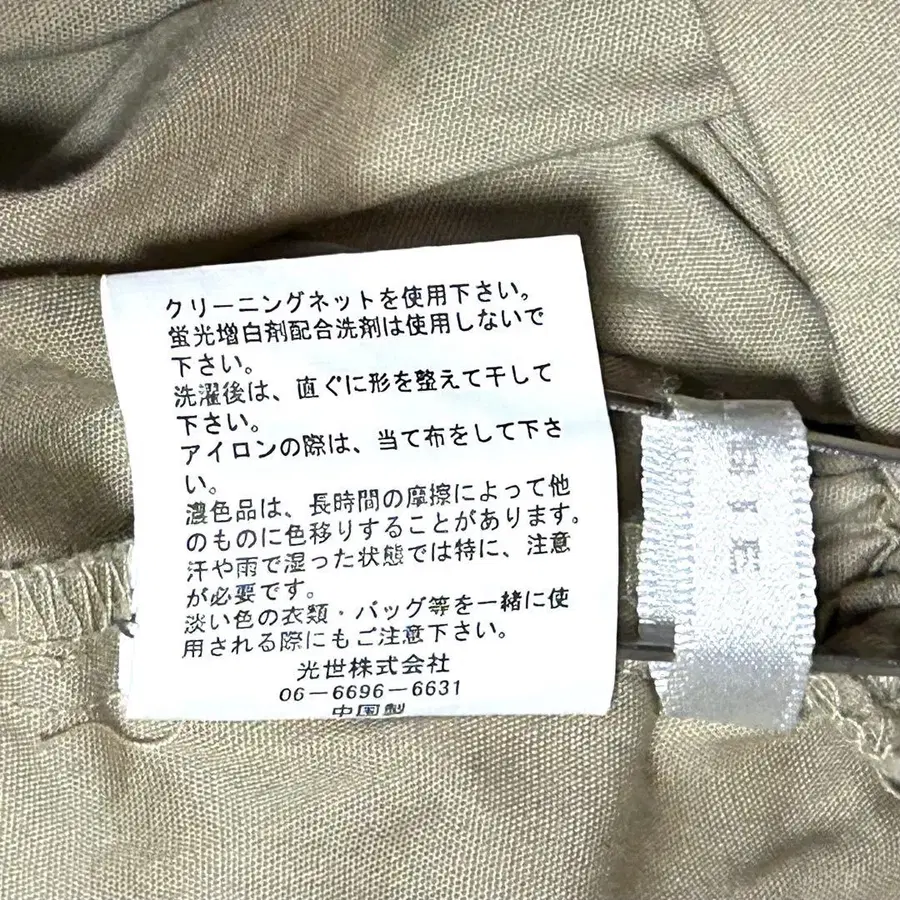 クリーニングネットを使用下さい。
蛍光増白剤配合洗剤は使用しないで
下さい。
洗濯後は、直ぐに形を整えて干して
下さい。
アイロンの際は、当て布をして下さ
い。
濃色品は、長時間の摩擦によって他
のものに色移りすることがあります。
汗や雨で湿った状態では特に、注意
が必要です。
淡い色の衣類・バッグ等を一緒に使
用される際にもご注意下さい。
光世株式会社
06−6696−6631
中国製